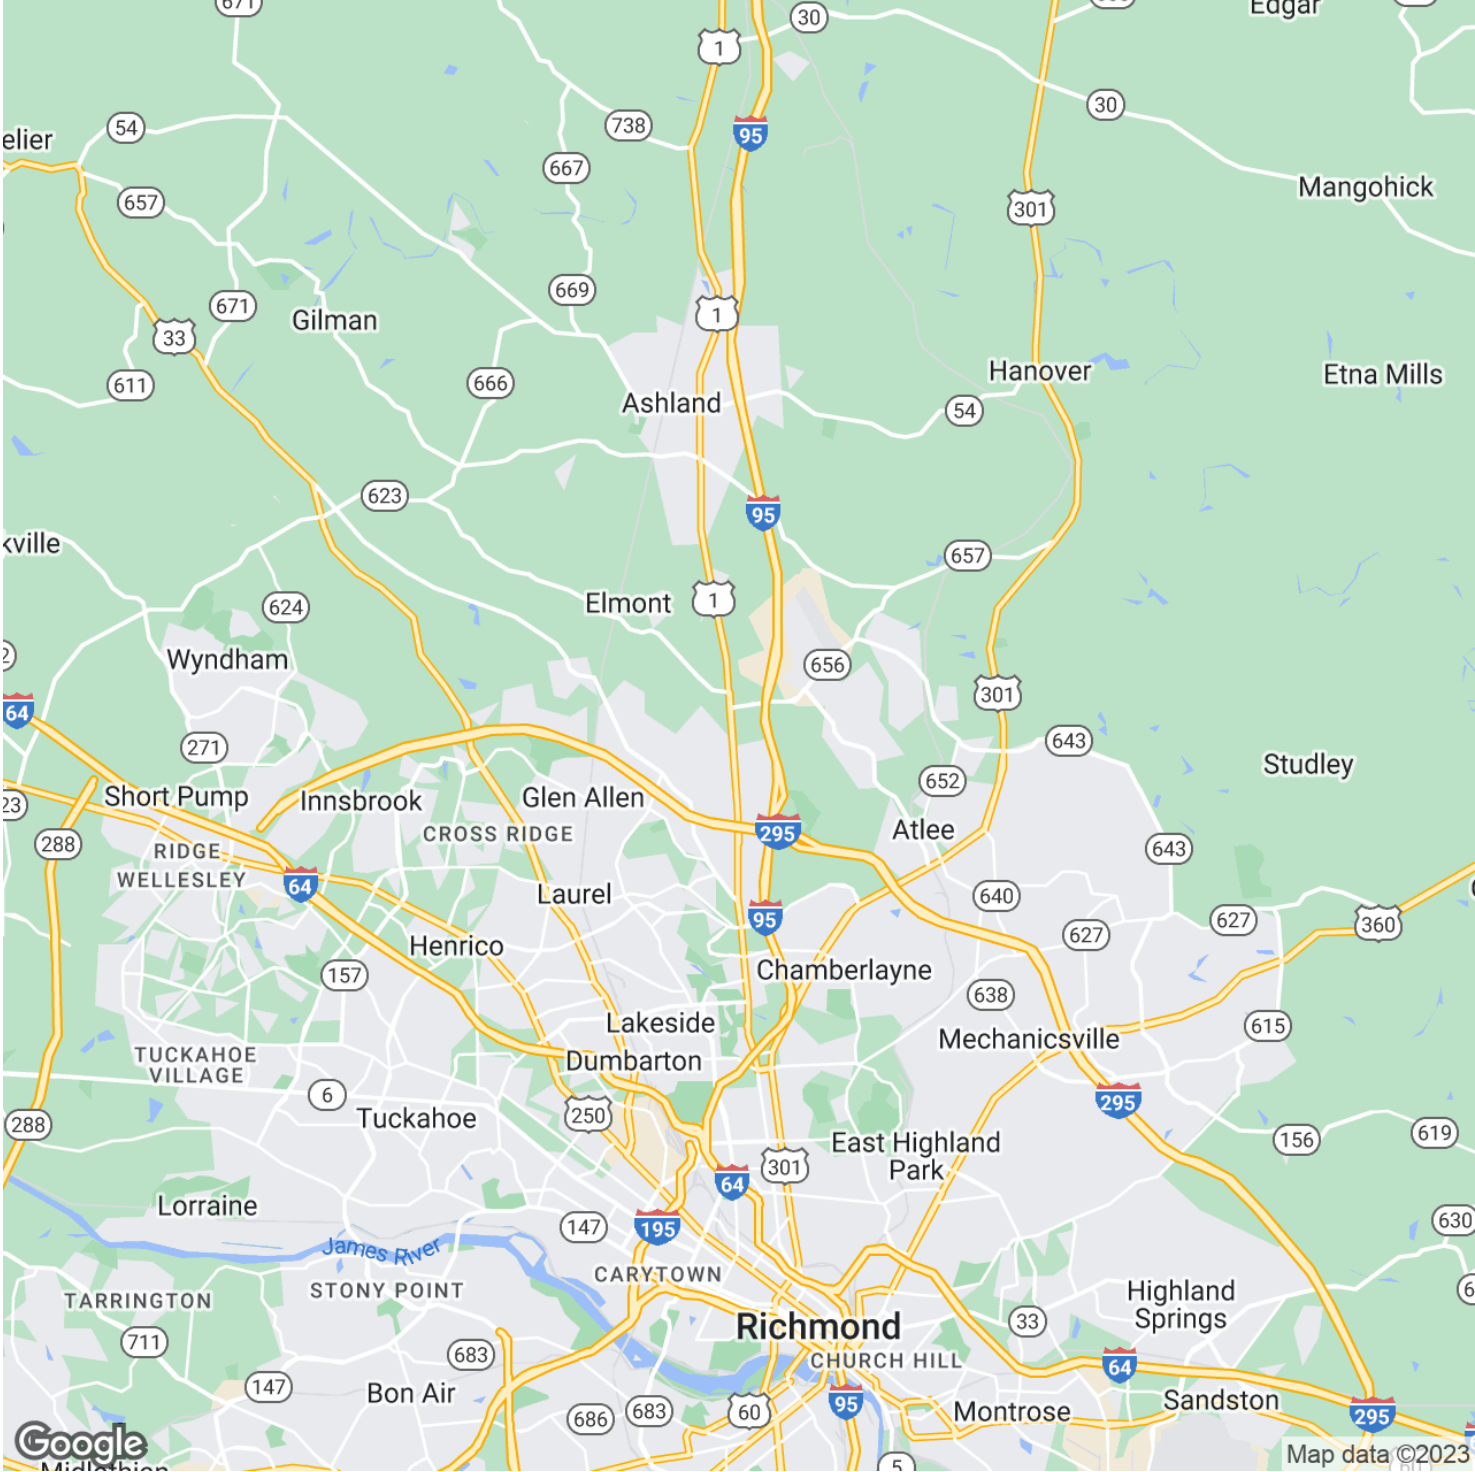 671
30
Edgar
1
54
738
95
30
elier
667
657
Mangohick
301
669
671
1
Gilman
33
Hanover
Etna Mills
611
666
Ashland
54
623
95
kville
657
624
Elmont
1
Wyndham
656
301
64
271
643
652
Studley
Short Pump
Innsbrook
Glen Allen
23
CROSS RIDGE
295
Atlee
288
RIDGE
643
WELLESLEY
64
Laurel
640
95
627
360
627
Henrico
157
Chamberlayne
638
Lakeside
615
Mechanicsville
TUCKAHOE
VILLAGE
Dumbarton
6
295
250
Tuckahoe
288
156
619
East Highland
Park
301
64
Lorraine
147
195
630
James River
CARYTOWN
STONY POINT
TARRINGTON
Highland
Springs
Richmond
33
711
683
CHURCH HILL
64
147
Bon Air
686
683
60
95
Montrose
Sandston
295
Google
Map data ©2023
Midlothian
5
60